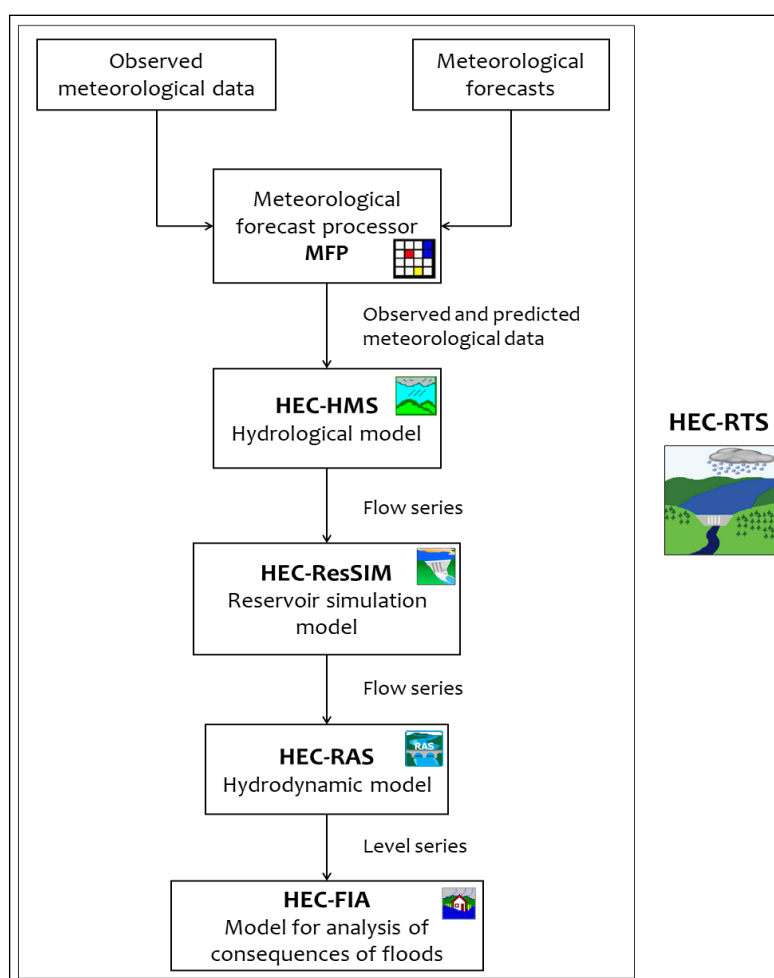 Observed
meteorological data
Meteorological
forecasts
Meteorological
forecast processor
MFP
Observed and predicted
meteorological data
HEC-HMS
Hydrological model
HEC-RTS
Flow series
HEC-ResSIM
Reservoir simulation
model
Flow series
HEC-RAS
RAS
Hydrodynamic model
Level series
HEC-FIA
Model for analysis of
consequences of floods